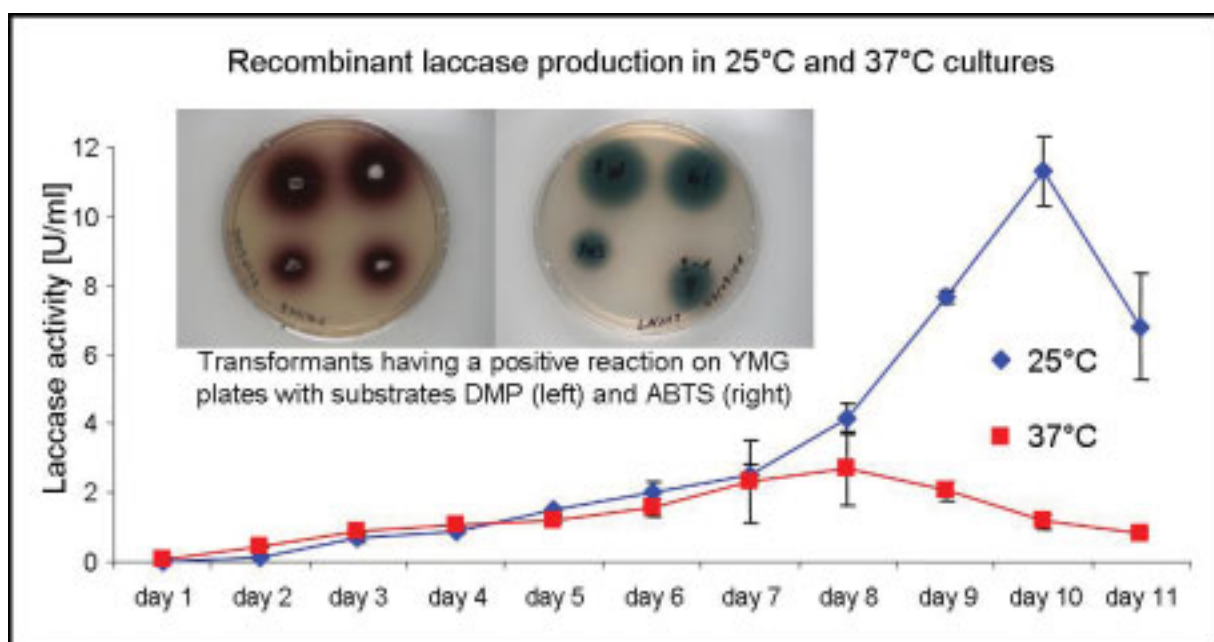 Recombinant laccase production in 25°C and 37°C cultures
Laccase activity [U/ml]
12
10
8
6
4
2
0
Transformants having a positive reaction on YMG
plates with substrates DMP (left) and ABTS (right)
25°C
37°C
day 1 day 2 day 3 day 4 day 5 day 6 day 7 day 8 day 9 day 10 day 11